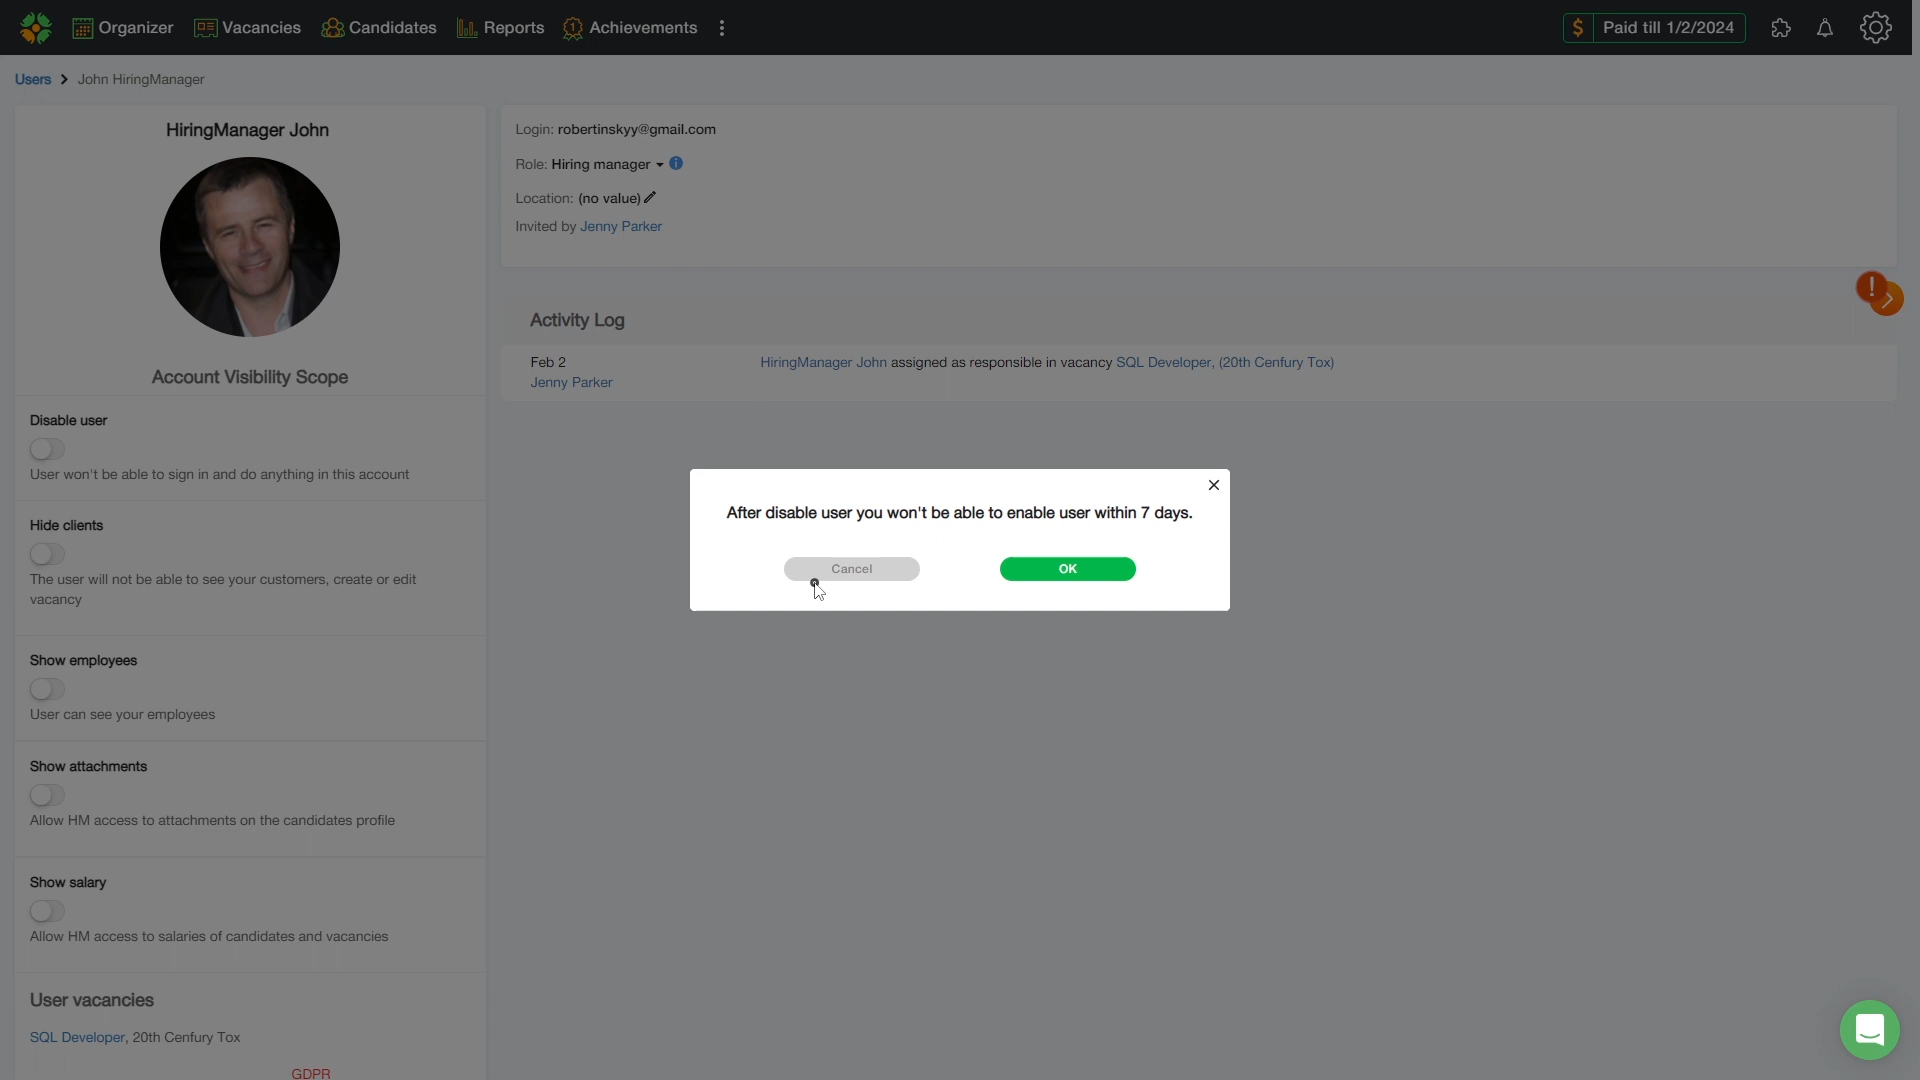 Organizer
Vacancies
Candidates
Reports
Achievements
$ Paid till 1/2/2024
Users > John HiringManager
HiringManager John
Account Visibility Scope
Disable user
User won't be able to sign in and do anything in this account
Hide clients
The user will not be able to see your customers, create or edit
vacancy
Show employees
User can see your employees
Show attachments
Allow HM access to attachments on the candidates profile
Show salary
Allow HM access to salaries of candidates and vacancies
User vacancies
SQL Developer, 20th Cenfury Tox
GDPR
Login: robertinskyy@gmail.com
Role: Hiring manager
Location: (no value)
Invited by Jenny Parker
Activity Log
Feb 2
Jenny Parker
HiringManager John assigned as responsible in vacancy SQL Developer, (20th Cenfury Tox)
After disable user you won't be able to enable user within 7 days.
Cancel
OK